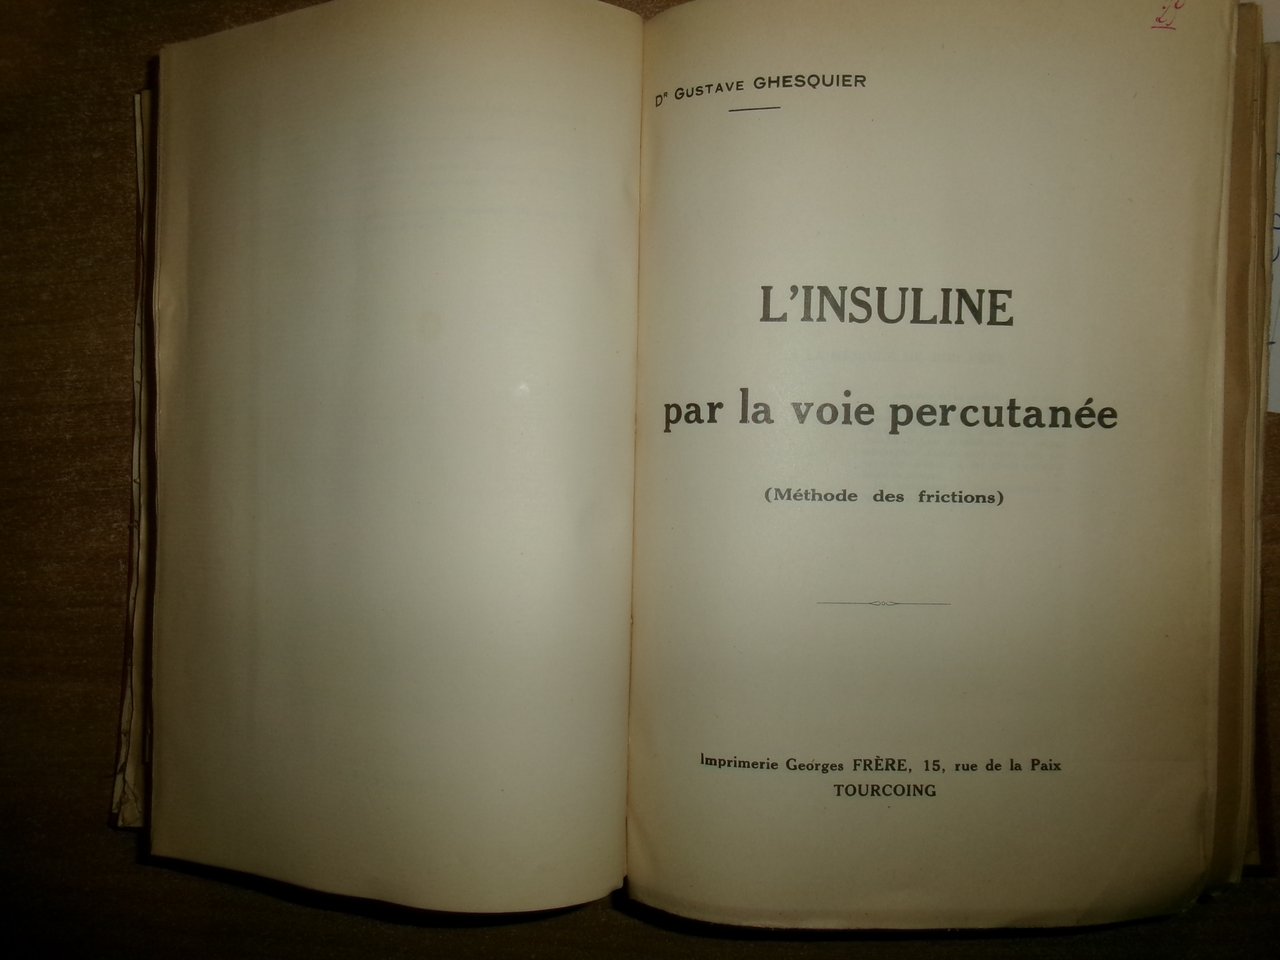 Dr GUSTAVE GHESQUIER
L'INSULINE
par la voie percutanée
(Méthode des frictions)
Imprimerie Georges FRÈRE, 15, rue de la Paix
TOURCOING